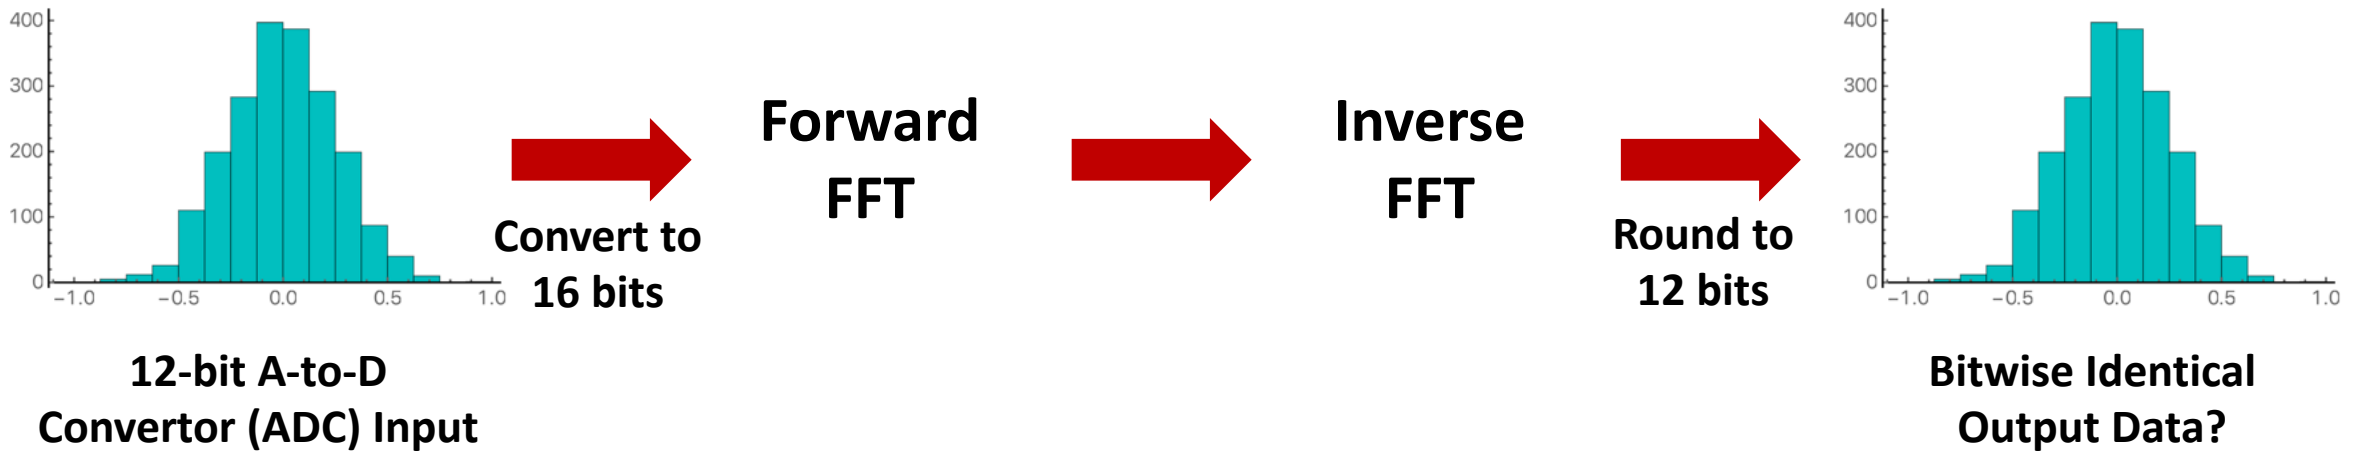 400
300
200
100
0
−1.0
−0.5
0.0
0.5
1.0
12-bit A-to-D
Convertor (ADC) Input
Convert to
16 bits
Forward
FFT
Inverse
FFT
Round to
12 bits
400
300
200
100
0
−1.0
−0.5
0.0
0.5
1.0
Bitwise Identical
Output Data?